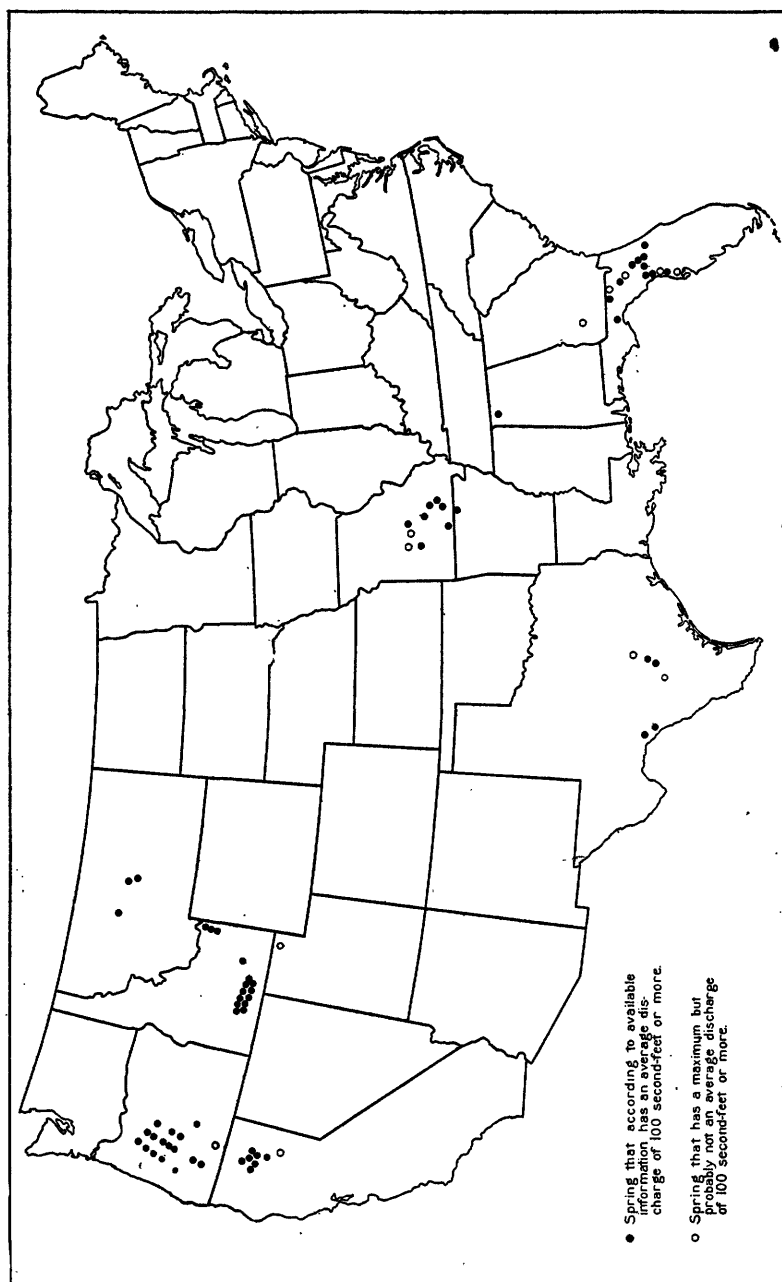 ● Spring that according to available
information has an average dis-
charge of 100 second-feet or more.
○ Spring that has a maximum but
probably not an average discharge
of 100 second-feet or more.